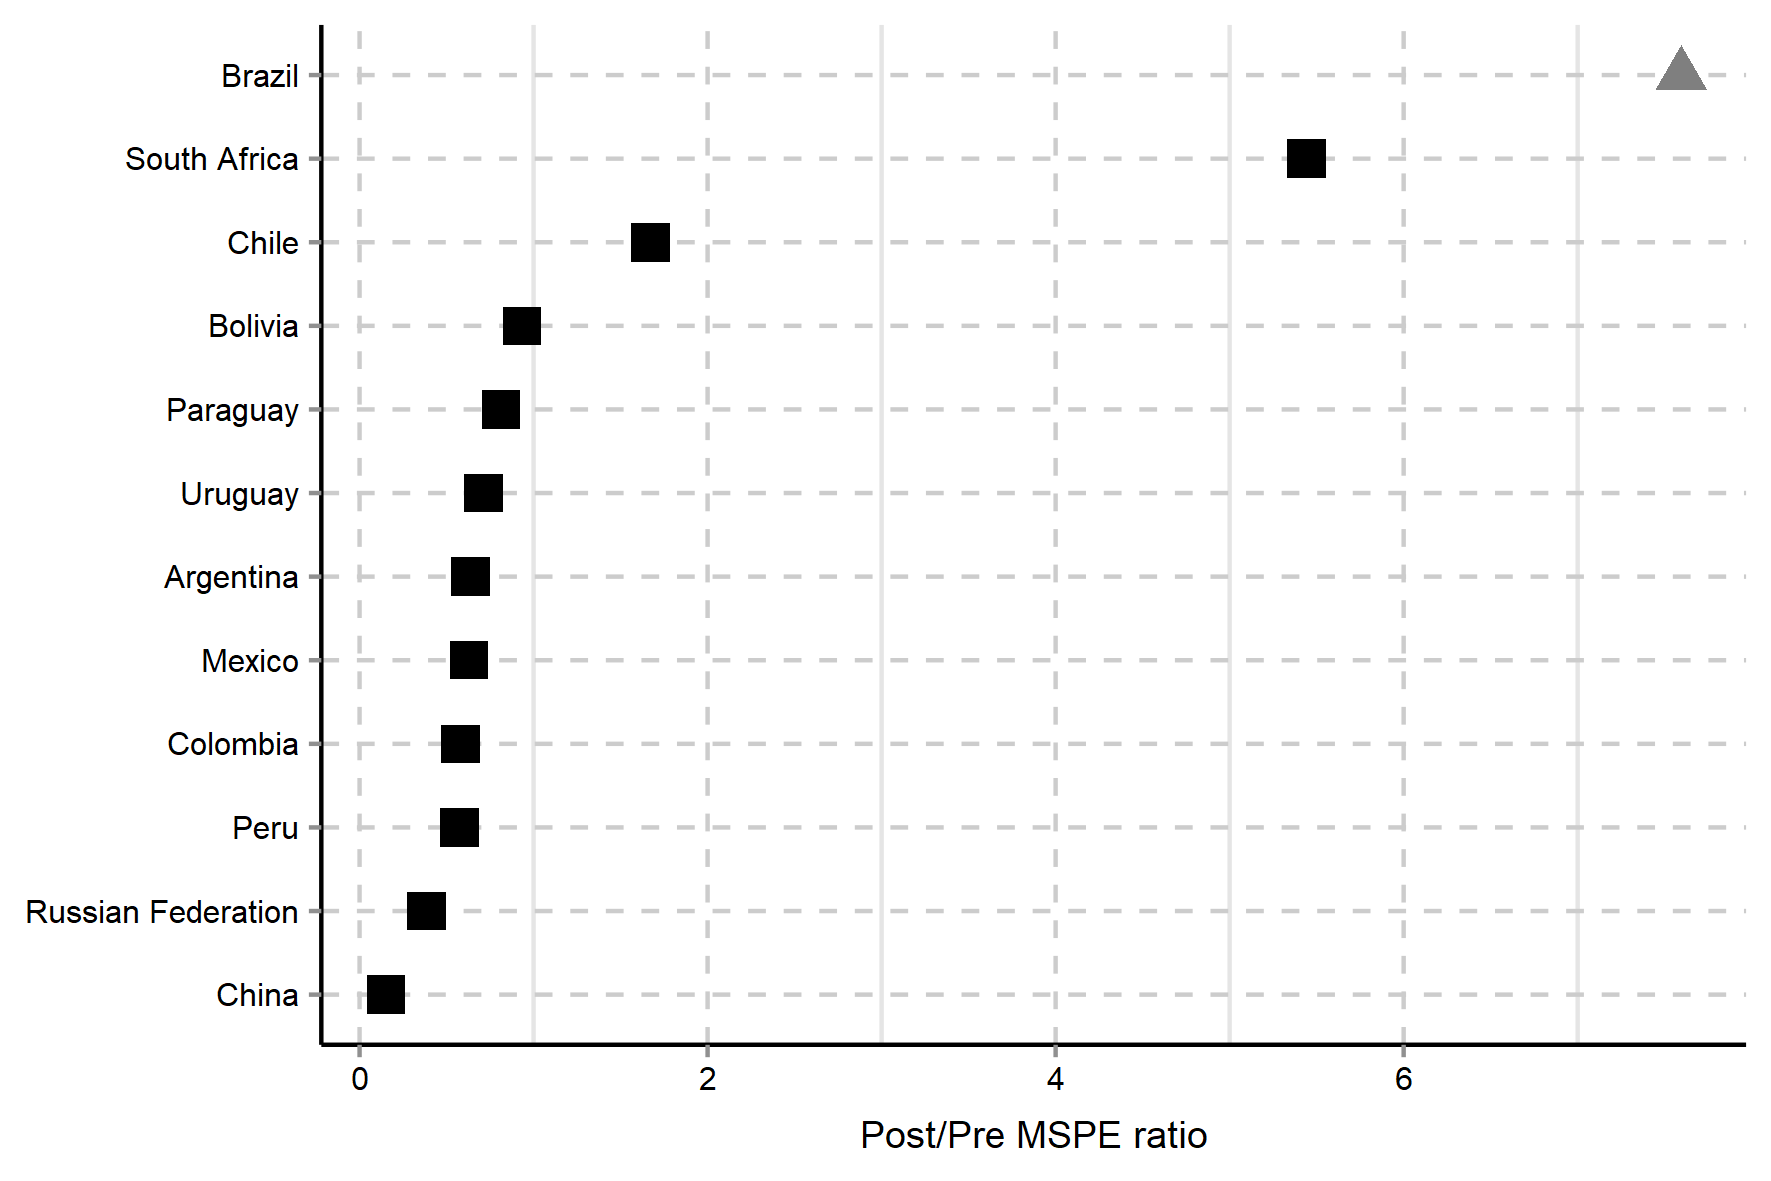 Brazil
South Africa
Chile
Bolivia
Paraguay
Uruguay
Argentina
Mexico
Colombia
Peru
Russian Federation
China
0 2 4 6
Post/Pre MSPE ratio